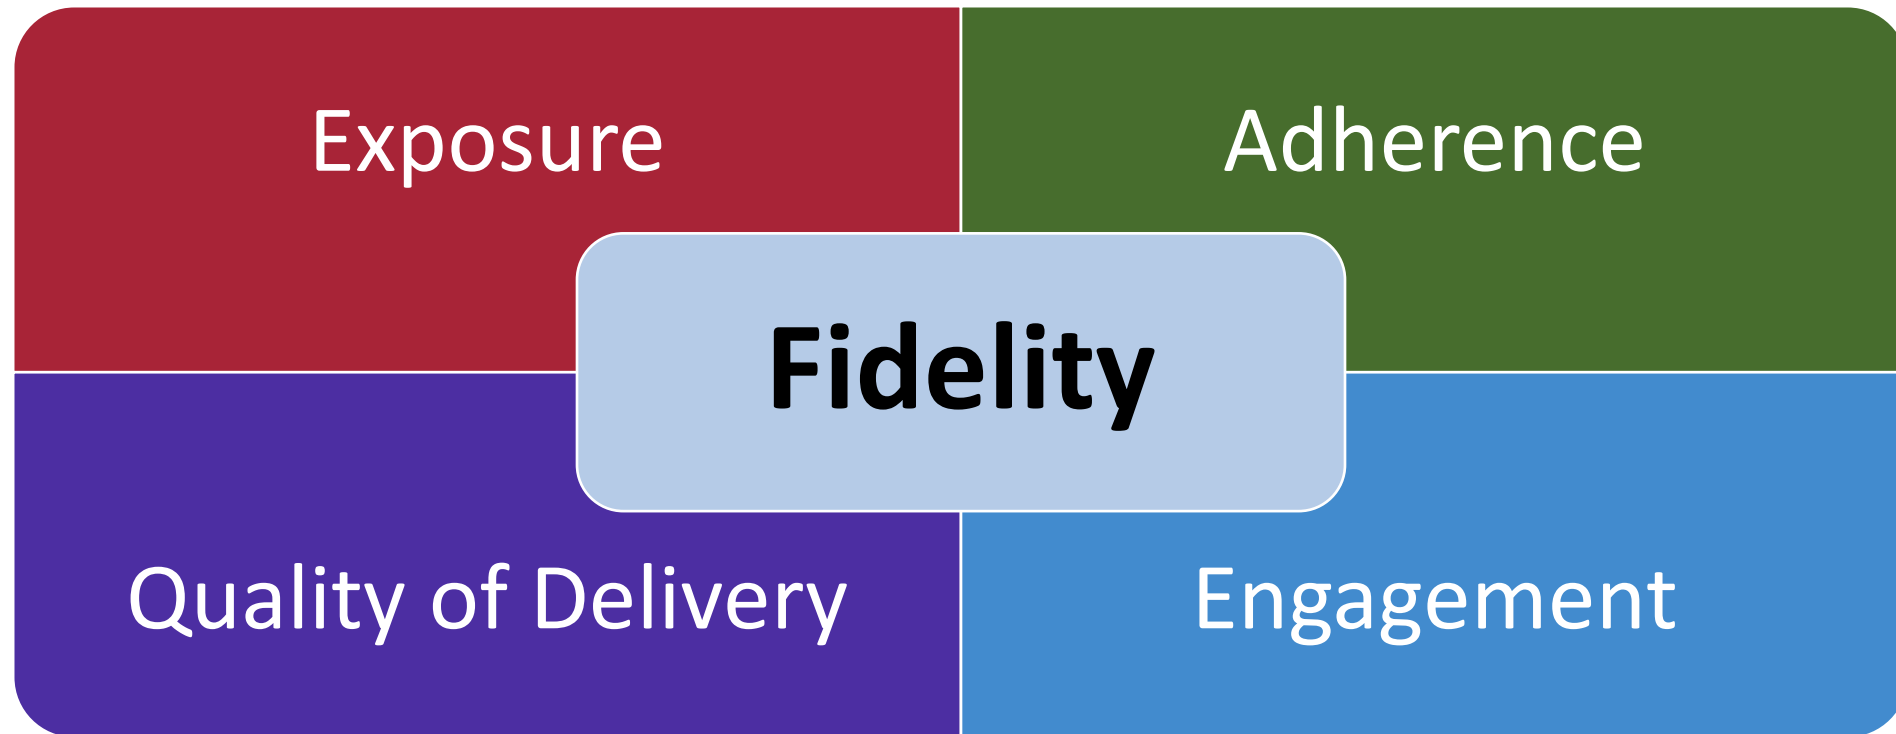 Exposure
Adherence
Fidelity
Quality of Delivery
Engagement